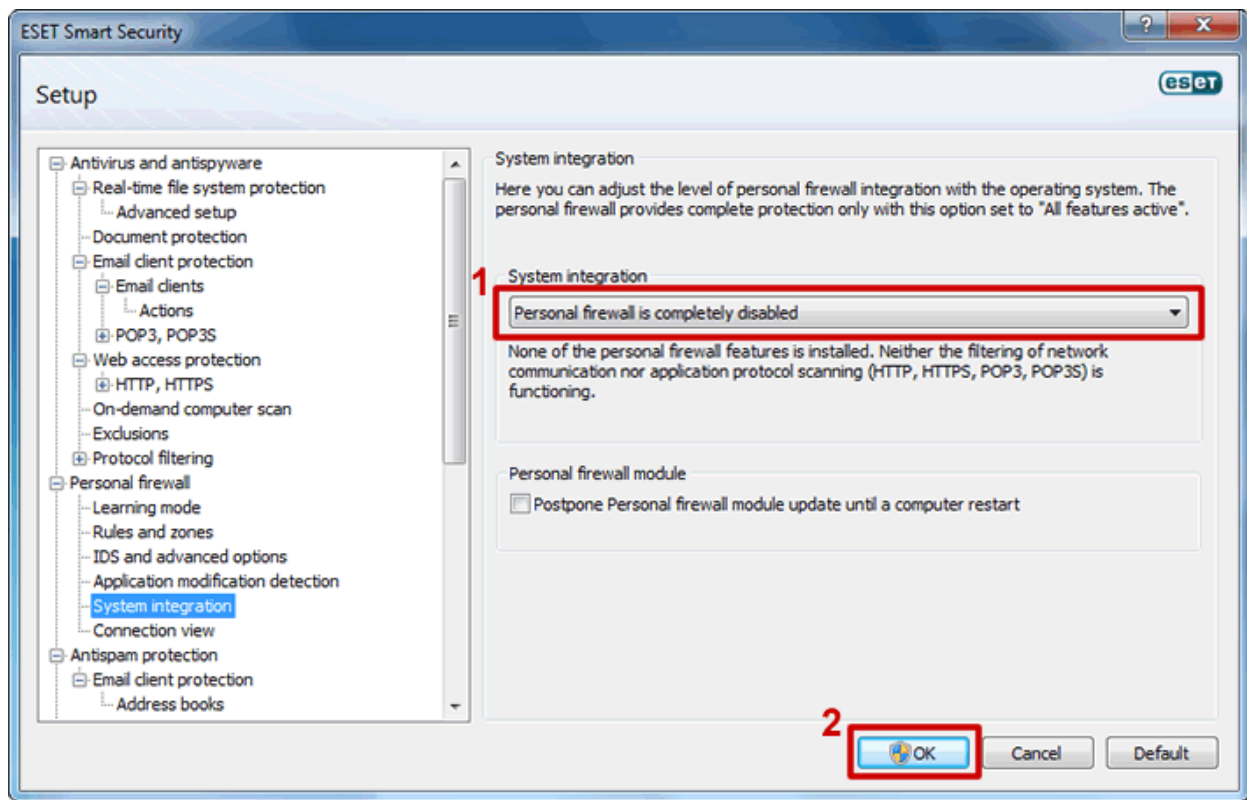 ESET Smart Security
Setup
eset
Antivirus and antispyware
Real-time file system protection
Advanced setup
Document protection
Email client protection
Email clients
Actions
POP3, POP3S
Web access protection
HTTP, HTTPS
On-demand computer scan
Exclusions
Protocol filtering
Personal firewall
Learning mode
Rules and zones
IDS and advanced options
Application modification detection
System integration
Connection view
Antispam protection
Email client protection
Address books
System integration
Here you can adjust the level of personal firewall integration with the operating system. The
personal firewall provides complete protection only with this option set to "All features active".
1
System integration
Personal firewall is completely disabled
None of the personal firewall features is installed. Neither the filtering of network
communication nor application protocol scanning (HTTP, HTTPS, POP3, POP3S) is
functioning.
Personal firewall module
Postpone Personal firewall module update until a computer restart
2
OK
Cancel
Default